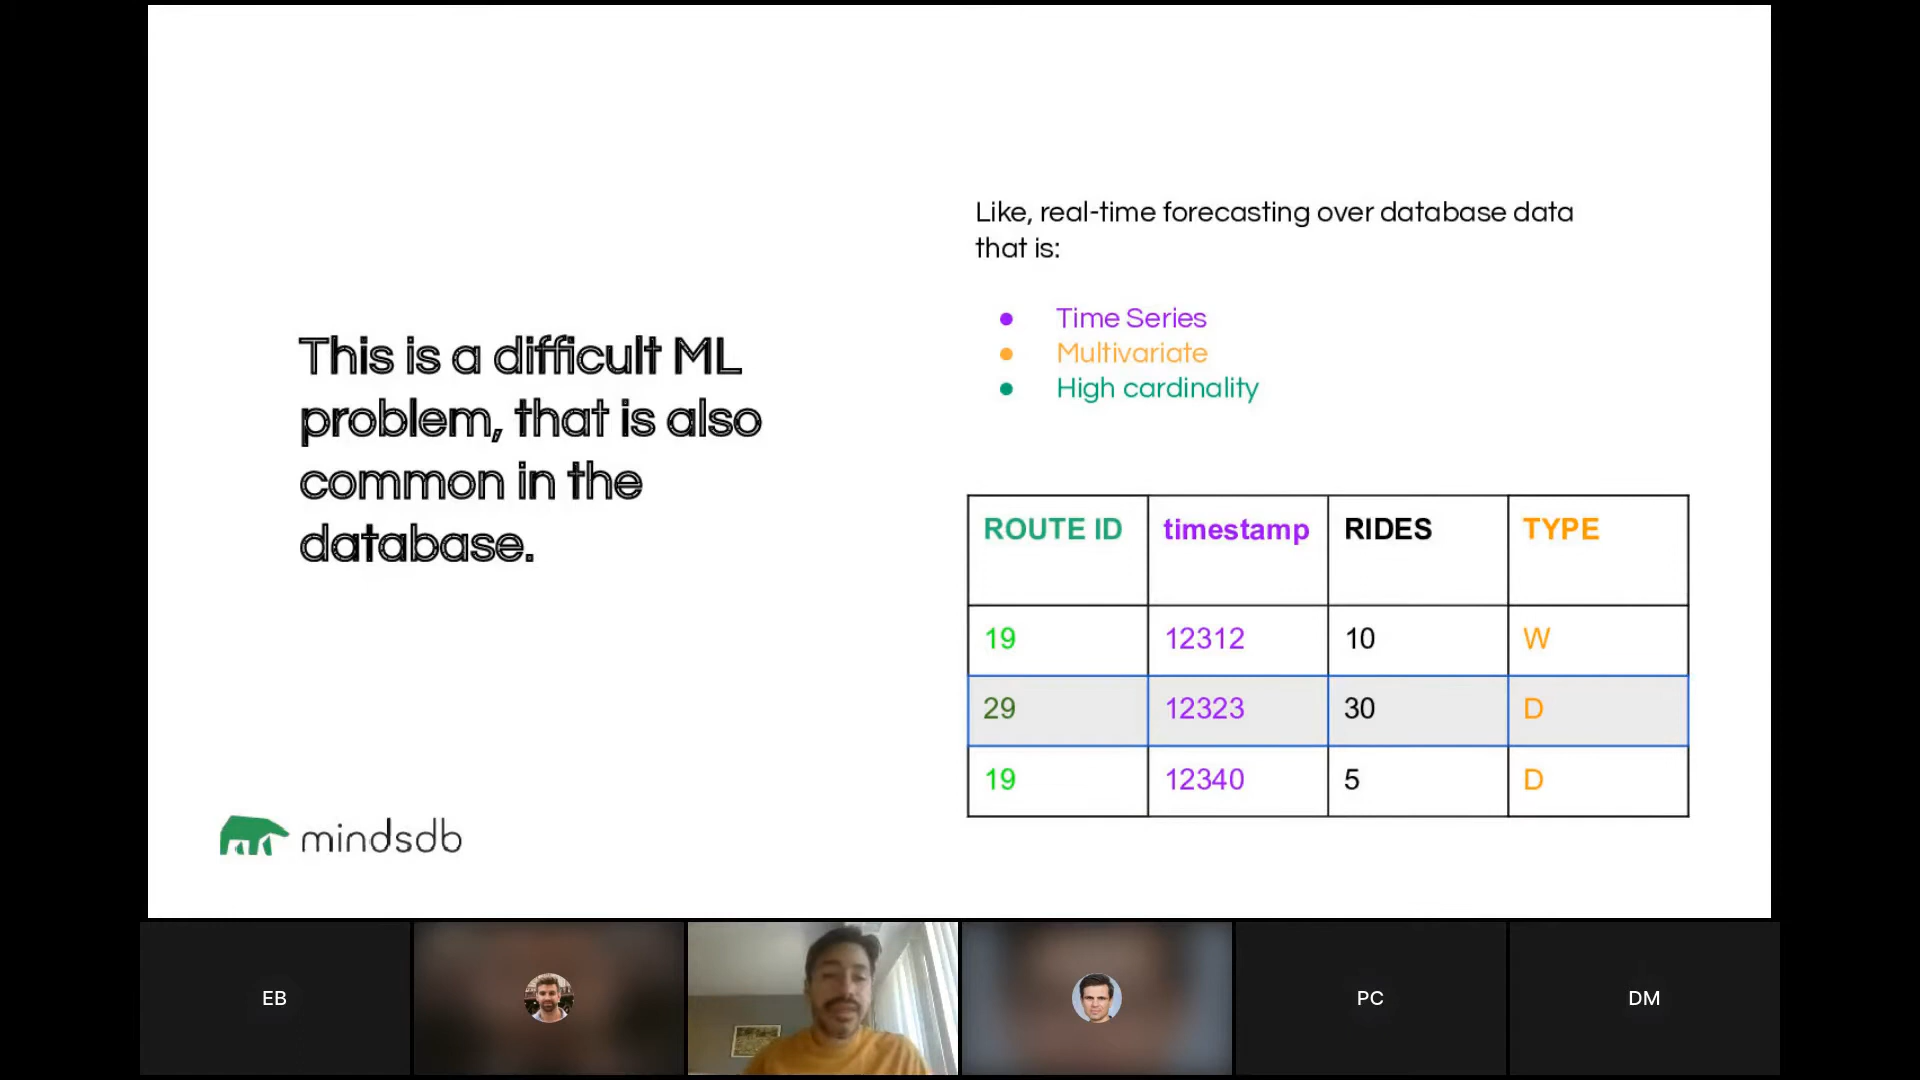 This is a difficult ML
problem, that is also
common in the
database.
Like, real-time forecasting over database data
that is:
● Time Series
● Multivariate
● High cardinality
ROUTE ID timestamp RIDES TYPE
19 12312 10 W
29 12323 30 D
19 12340 5 D
mindsdb
EB
PC
DM